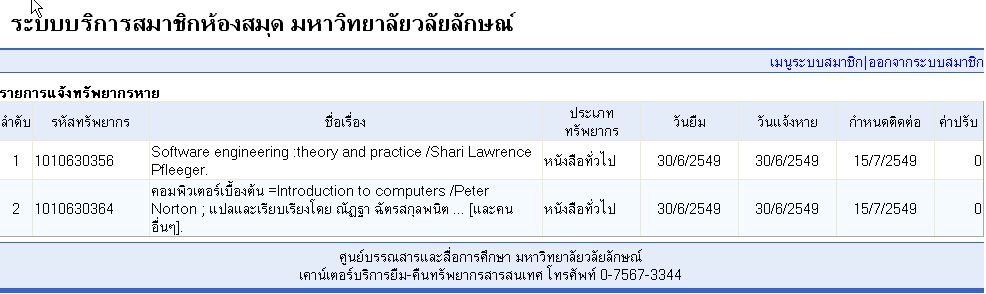 ระบบบริการสมาชิกห้องสมุด มหาวิทยาลัยวลัยลักษณ์
เมนูระบบสมาชิก|ออกจากระบบสมาชิก
รายการแจ้งทรัพยากรหาย
ลำดับ รหัสทรัพยากร ชื่อเรื่อง ประเภท ทรัพยากร วันยืม วันแจ้งหาย กำหนดติดต่อ ค่าปรับ
1 1010630356 Software engineering :theory and practice /Shari Lawrence หนังสือทั่วไป 30/6/2549 30/6/2549 15/7/2549 0
Pfleeger.
คอมพิวเตอร์เบื้องต้น =Introduction to computers /Peter
2 1010630364 Norton ; แปลและเรียบเรียงโดย ณัฏฐา ฉัตรสกุลพนิต ... [และคน หนังสือทั่วไป 30/6/2549 30/6/2549 15/7/2549 0
อื่นๆ].
ศูนย์บรรณสารและสื่อการศึกษา มหาวิทยาลัยวลัยลักษณ์
เคาน์เตอร์บริการยืม-คืนทรัพยากรสารสนเทศ โทรศัพท์ 0-7567-3344